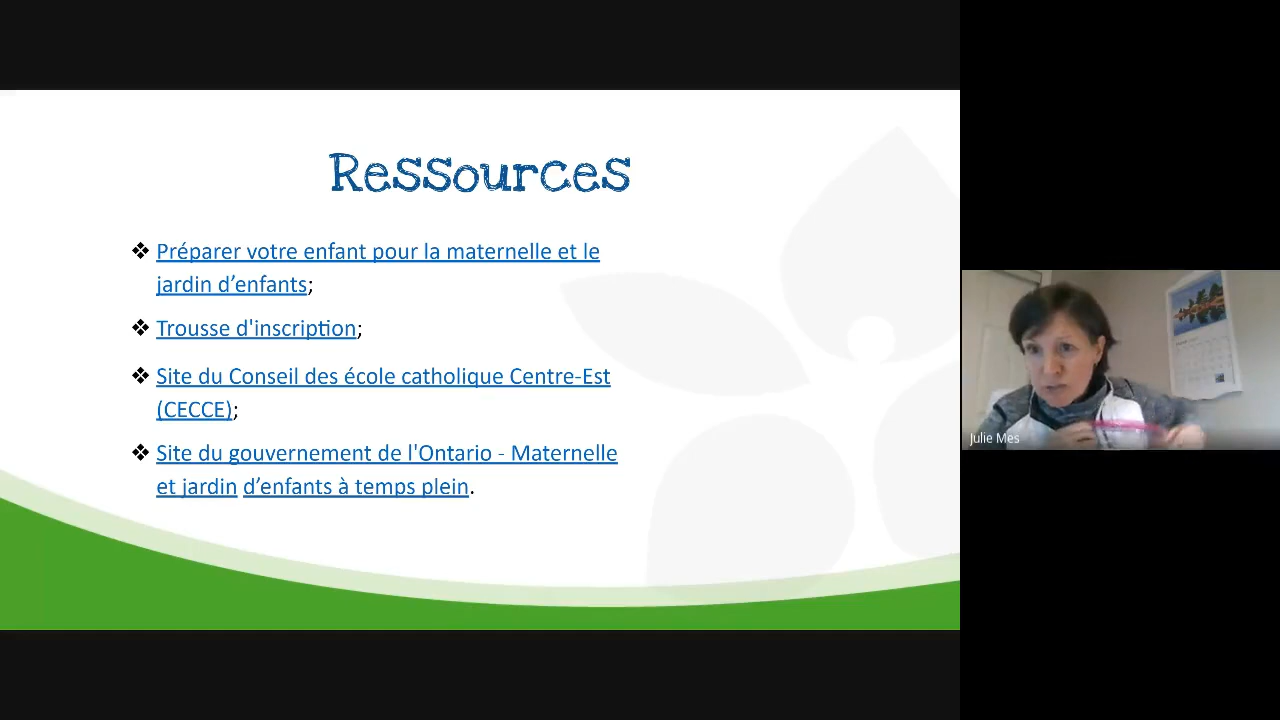 Ressources
❖ Préparer votre enfant pour la maternelle et le
jardin d’enfants;
❖ Trousse d'inscription;
❖ Site du Conseil des école catholique Centre-Est
(CECCE);
❖ Site du gouvernement de l'Ontario - Maternelle
et jardin d’enfants à temps plein.
Julie Mes